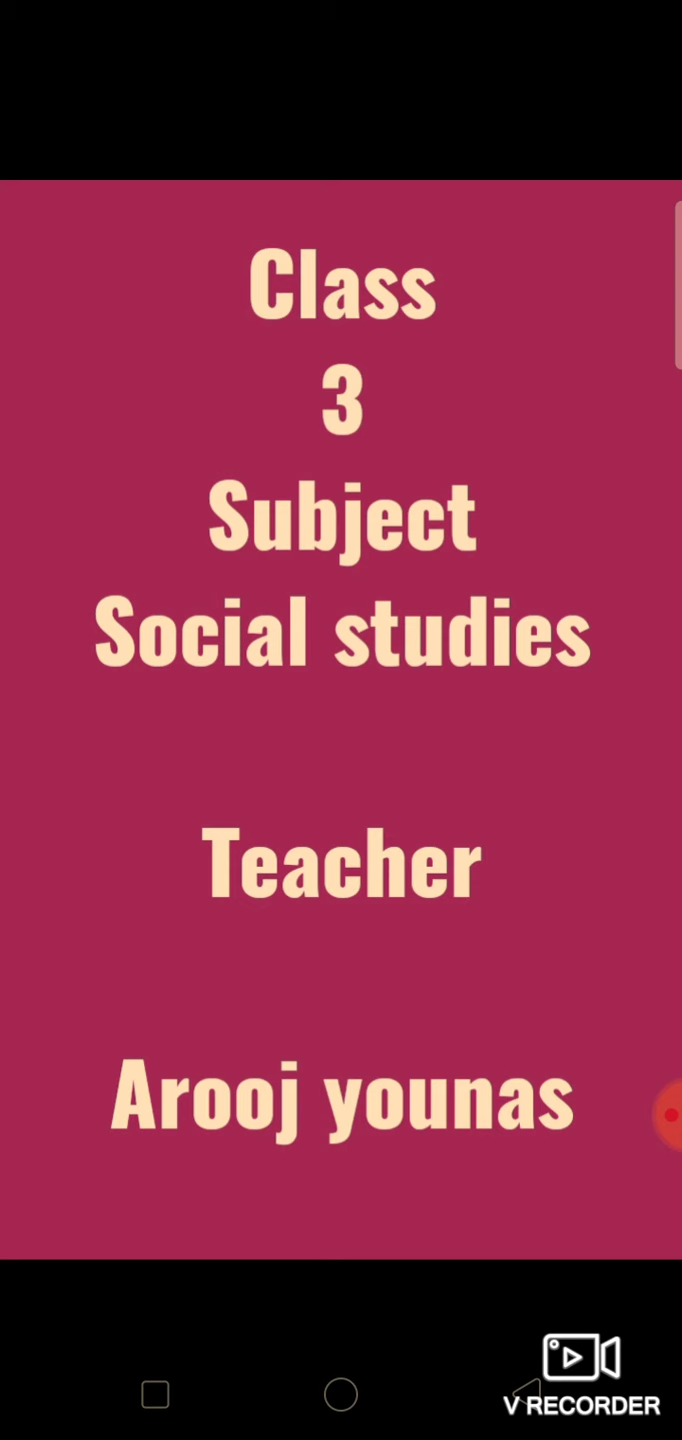 Class
3
Subject
Social studies
Teacher
Arooj younas
V RECORDER